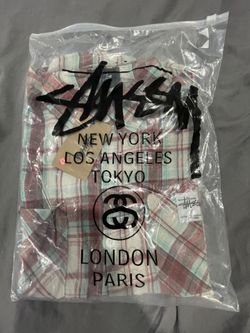 Stüssy
NEW YORK
LOS ANGELES
TOKYO
LONDON
PARIS